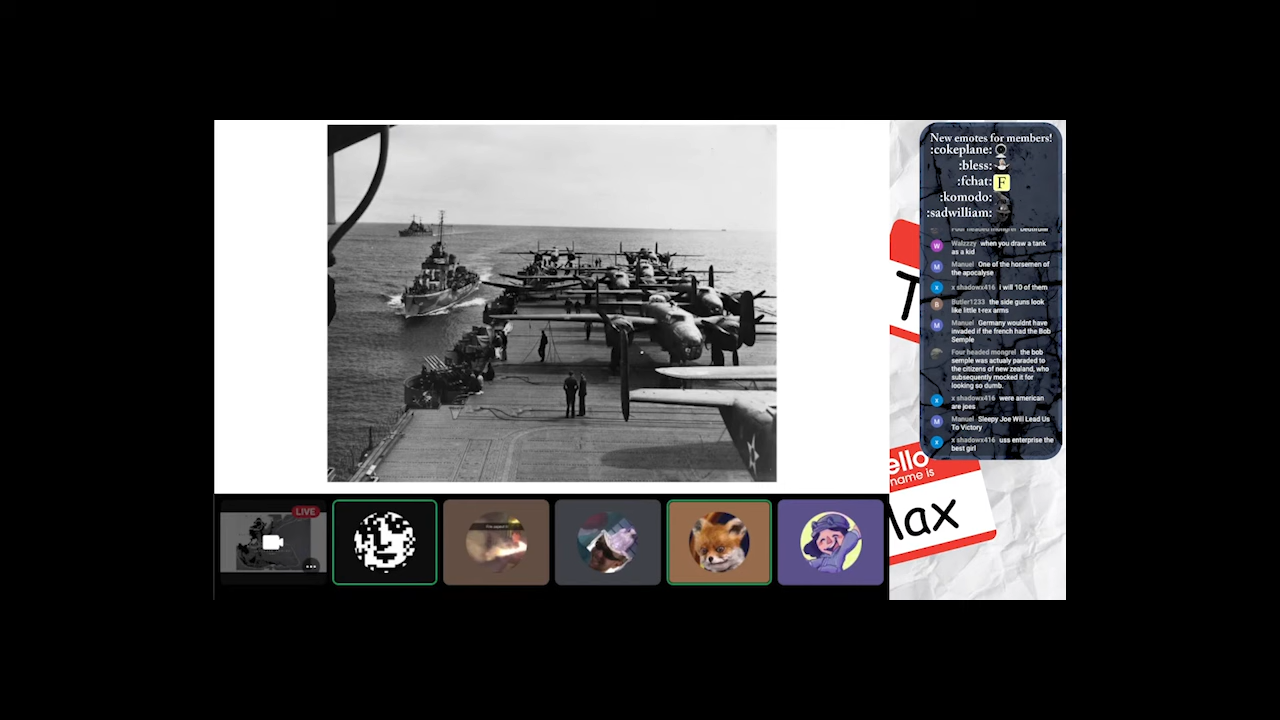 New emotes for members!
:cokeplane:
:bless:
:fchat: F
:komodo:
:sadwilliam:
Four headed mongrel
W Walzzzy when you draw a tank
as a kid
M Manuel One of the horsemen of
the apocalyse
x x shadowx416 i will 10 of them
B Butler1233 the side guns look
like little t-rex arms
M Manuel Germany wouldnt have
invaded if the french had the Bob
Semple
Four headed mongrel the bob
semple was actualy paraded to
the citizens of new zealand, who
subsequently mocked it for
looking so dumb.
x x shadowx416 were american
are joes
M Manuel Sleepy Joe Will Lead Us
To Victory
x x shadowx416 uss enterprise the
best girl
ello
name is
Max
LIVE